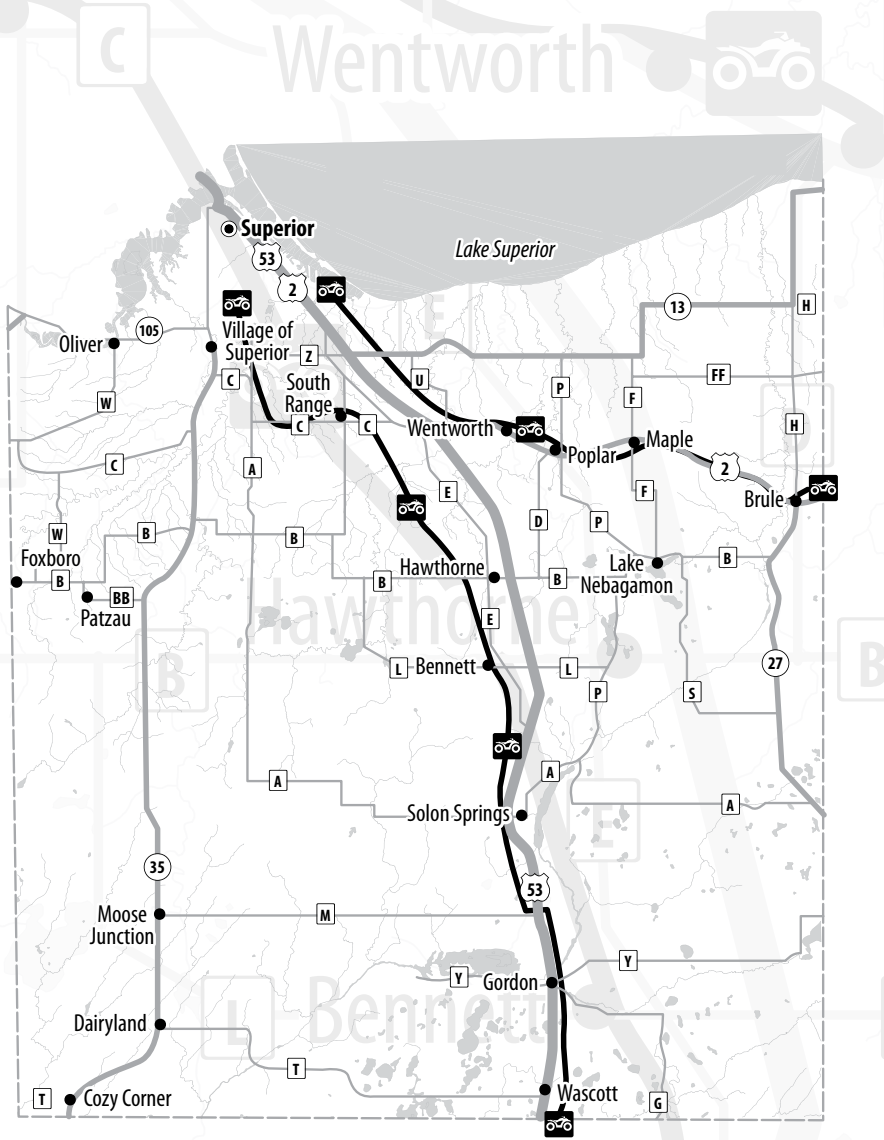 C
Wentworth
Superior
53
Lake Superior
2
13
H
E
105
Oliver
Village of
Superior
Z
C
FF
South
Range
U
P
F
W
C
C
H
Wentworth
Maple
Poplar
C
A
2
E
F
Brule
D
P
W
B
B
Foxboro
B
Hawthorne
B
B
Lake
Nebagamon
B
BB
Patzau
Hawthorne
E
B
L
Bennett
L
27
B
P
S
A
A
Solon Springs
A
E
35
53
Moose
Junction
M
Y
Y
Gordon
L
Bennett
Dairyland
T
Wascott
T
Cozy Corner
G